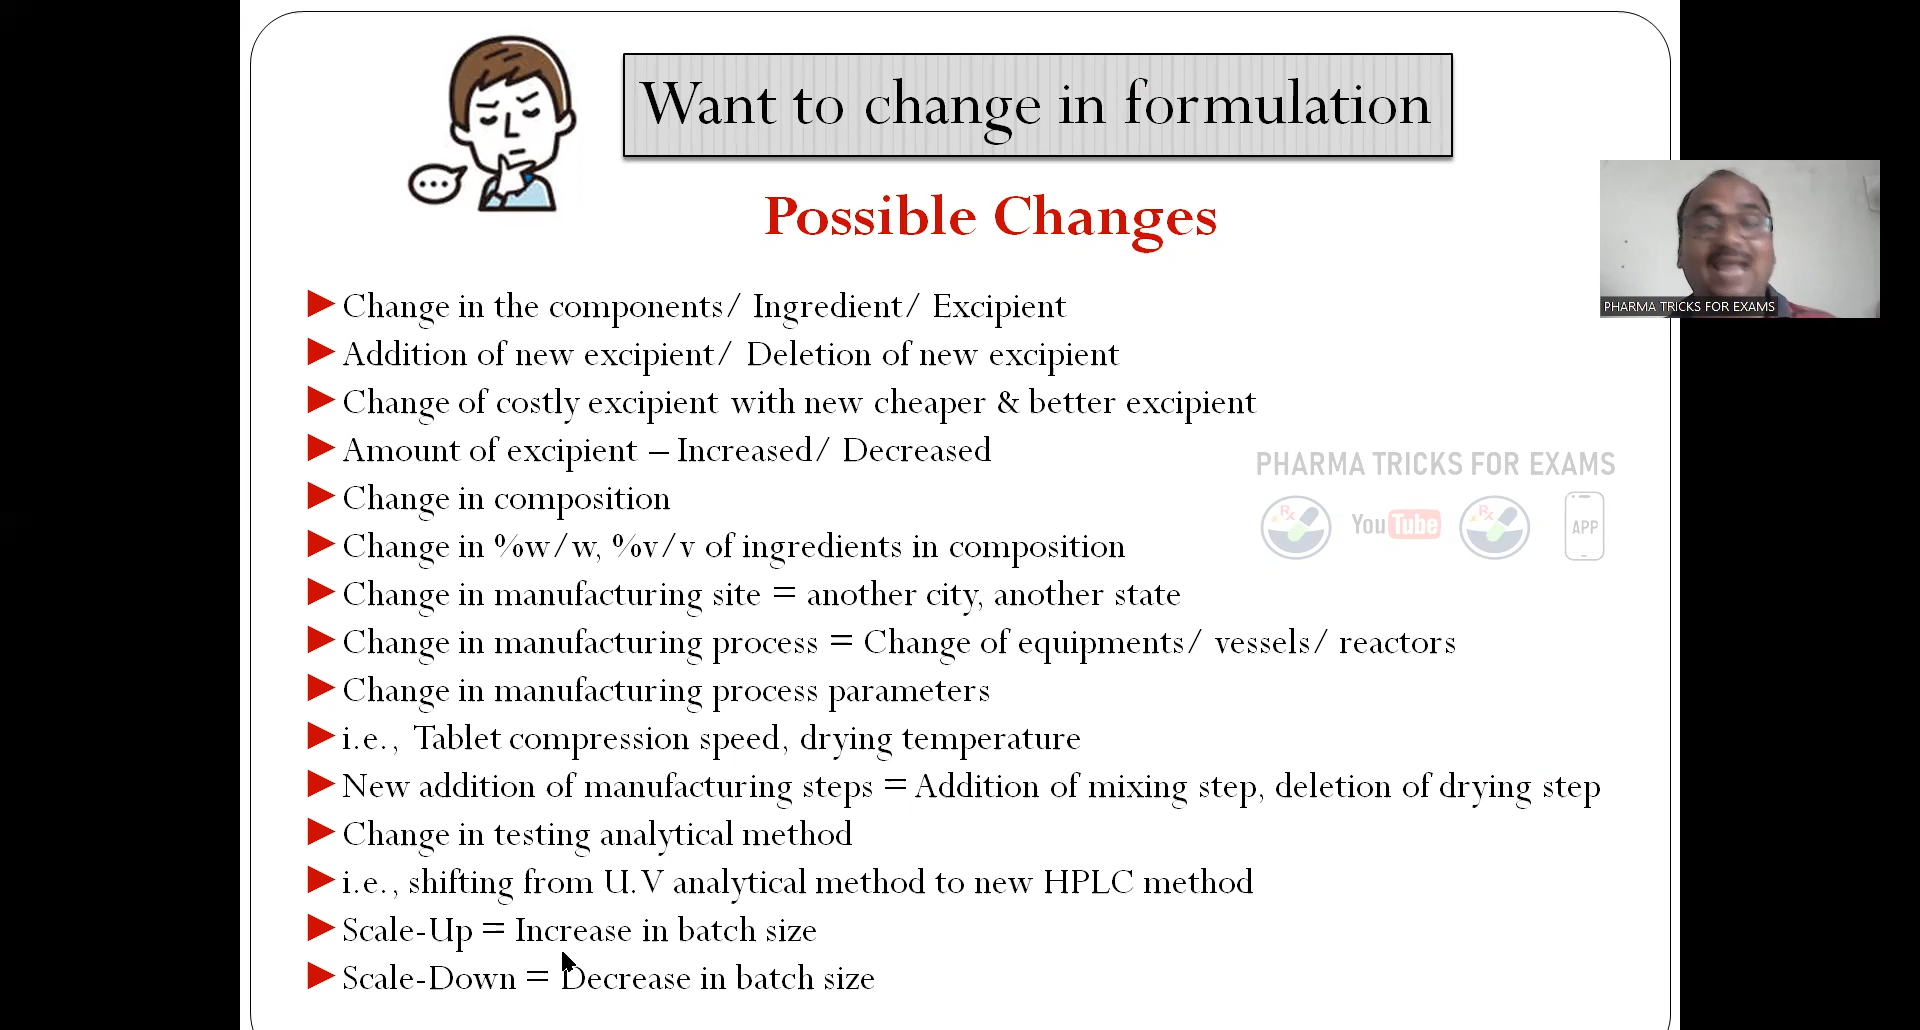 Want to change in formulation
Possible Changes
PHARMA TRICKS FOR EXAMS
Change in the components/ Ingredient/ Excipient
Addition of new excipient/ Deletion of new excipient
Change of costly excipient with new cheaper & better excipient
Amount of excipient – Increased/ Decreased
PHARMA TRICKS FOR EXAMS
Change in composition
Rx YouTube Rx APP
Change in %w/w, %v/v of ingredients in composition
Change in manufacturing site = another city, another state
Change in manufacturing process = Change of equipments/ vessels/ reactors
Change in manufacturing process parameters
i.e., Tablet compression speed, drying temperature
New addition of manufacturing steps = Addition of mixing step, deletion of drying step
Change in testing analytical method
i.e., shifting from U.V analytical method to new HPLC method
Scale-Up = Increase in batch size
Scale-Down = Decrease in batch size